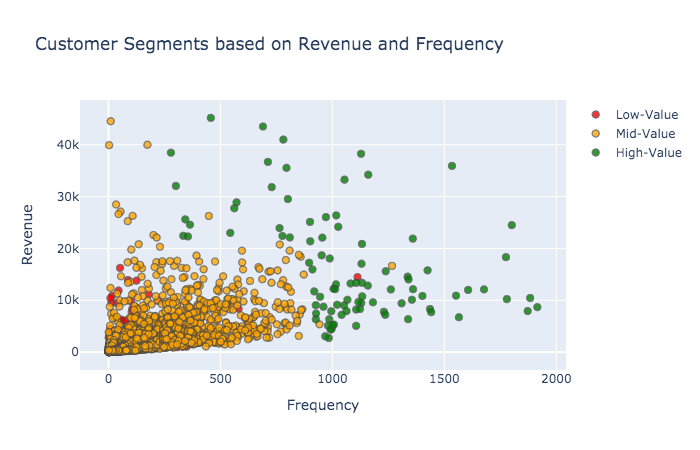 Customer Segments based on Revenue and Frequency
Low-Value
Mid-Value
High-Value
40k
30k
20k
10k
0
Revenue
0 500 1000 1500 2000
Frequency